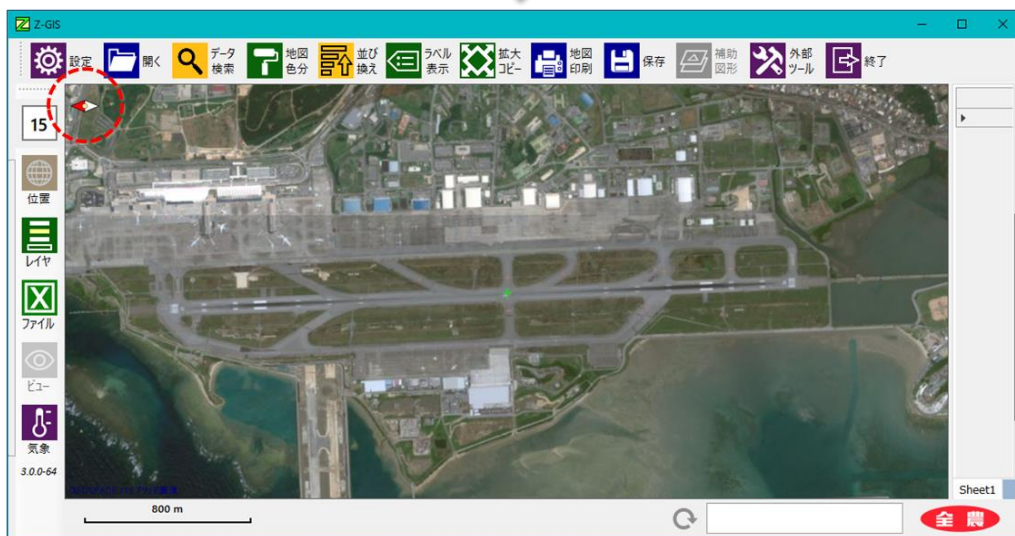 Z-GIS
設定
開く
データ
検索
地図
色分
並び
換え
ラベル
表示
拡大
コピー
地図
印刷
保存
補助
図形
外部
ツール
終了
15
位置
レイヤ
ファイル
ビュー
気象
3.0.0-64
800 m
Sheet1
全農